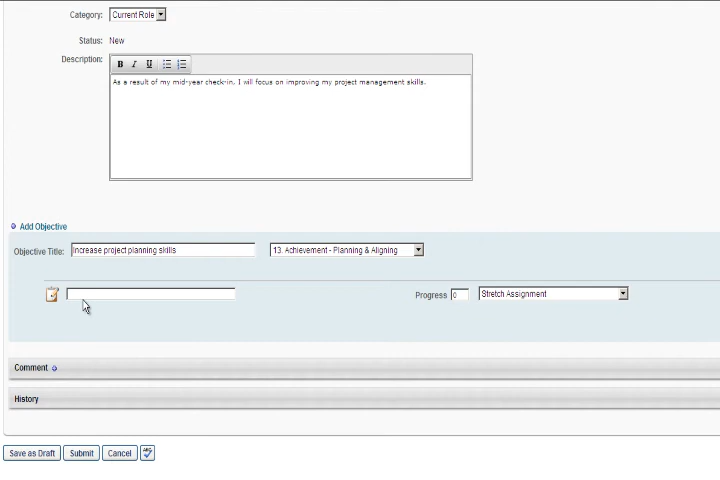 Category: Current Role
Status: New
Description: B I U
As a result of my mid-year check-in, I will focus on improving my project management skills.
Add Objective
Objective Title: Increase project planning skills 13. Achievement - Planning & Aligning
Progress 0 Stretch Assignment
Comment
History
Save as Draft Submit Cancel ABC